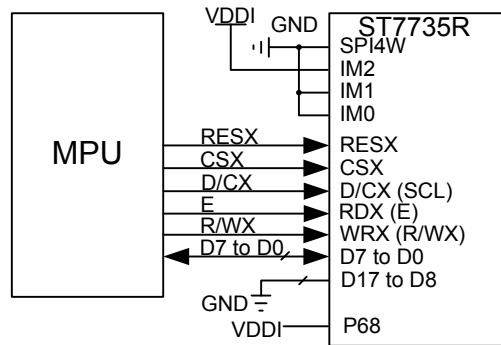 VDDI
GND
ST7735R
SPI4W
IM2
IM1
IM0
MPU
RESX RESX
CSX CSX
D/CX D/CX (SCL)
E RDX (E)
R/WX WRX (R/WX)
D7 to D0 D7 to D0
GND D17 to D8
VDDI P68